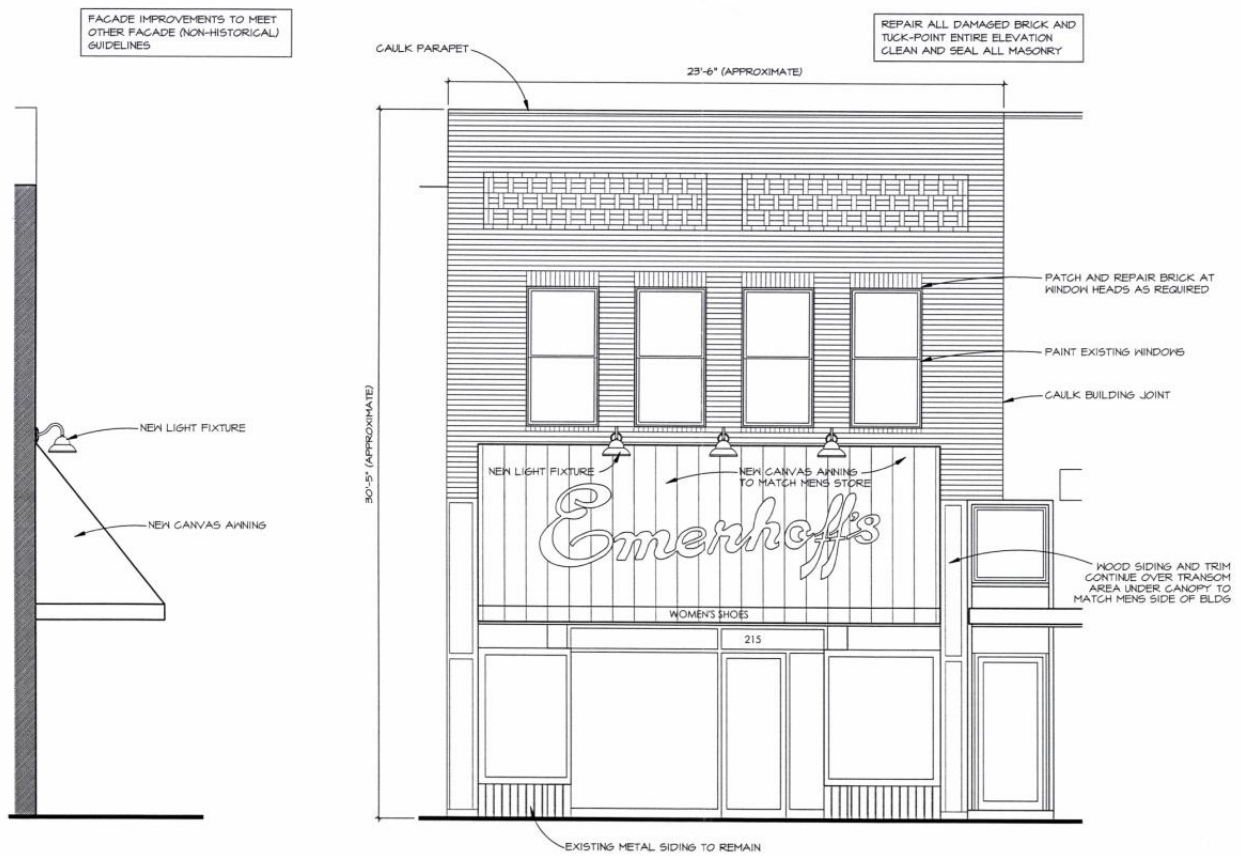 FACADE IMPROVEMENTS TO MEET
OTHER FACADE (NON-HISTORICAL)
GUIDELINES
REPAIR ALL DAMAGED BRICK AND
TUCK-POINT ENTIRE ELEVATION
CLEAN AND SEAL ALL MASONRY
CAULK PARAPET
23'-6" (APPROXIMATE)
PATCH AND REPAIR BRICK AT
WINDOW HEADS AS REQUIRED
PAINT EXISTING WINDOWS
CAULK BUILDING JOINT
30'-5" (APPROXIMATE)
NEW LIGHT FIXTURE
NEW LIGHT FIXTURE
NEW CANVAS AWNING
TO MATCH MENS STORE
Emerhoff's
NEW CANVAS AWNING
WOOD SIDING AND TRIM
CONTINUE OVER TRANSOM
AREA UNDER CANOPY TO
MATCH MENS SIDE OF BLDG
WOMEN'S SHOES
215
EXISTING METAL SIDING TO REMAIN